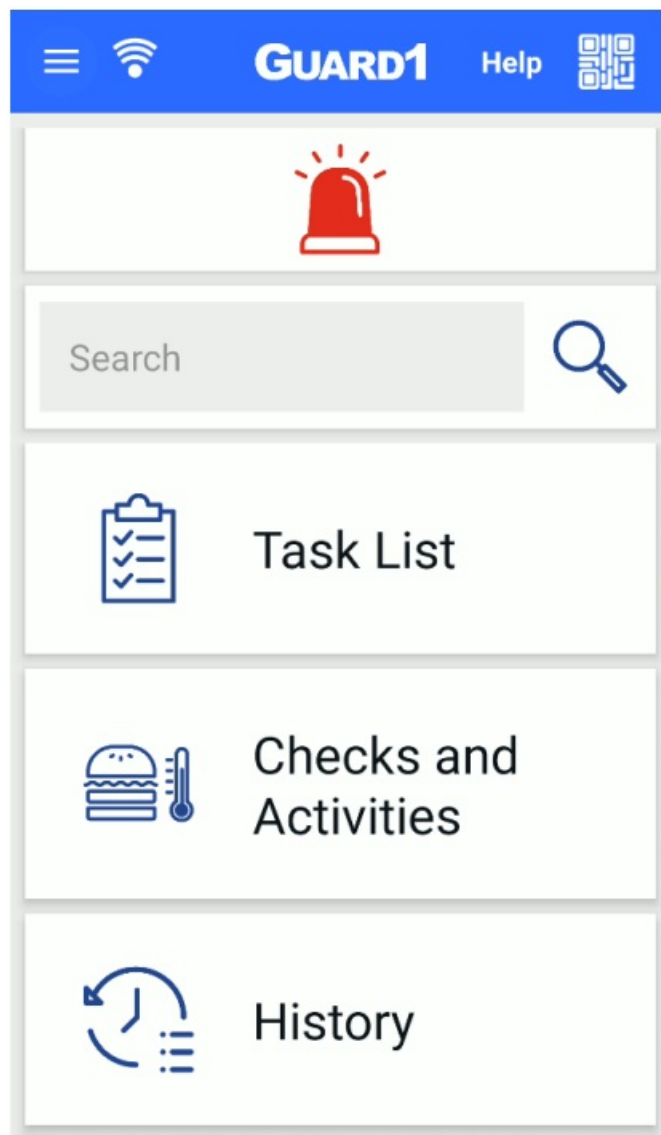 GUARD1
Help
Search
Task List
Checks and
Activities
History